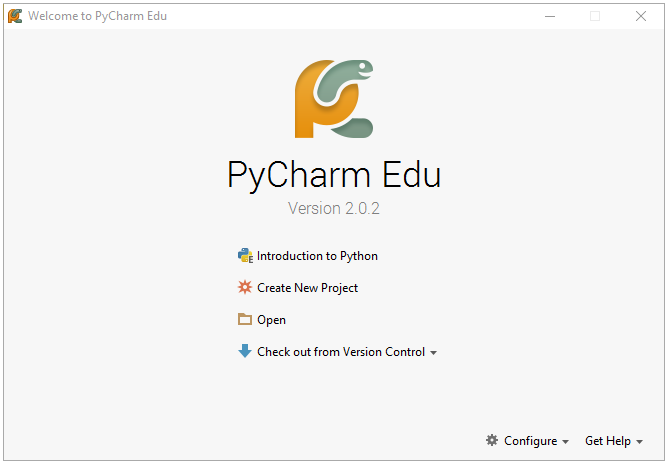 Welcome to PyCharm Edu
PyCharm Edu
Version 2.0.2
Introduction to Python
Create New Project
Open
Check out from Version Control
Configure Get Help